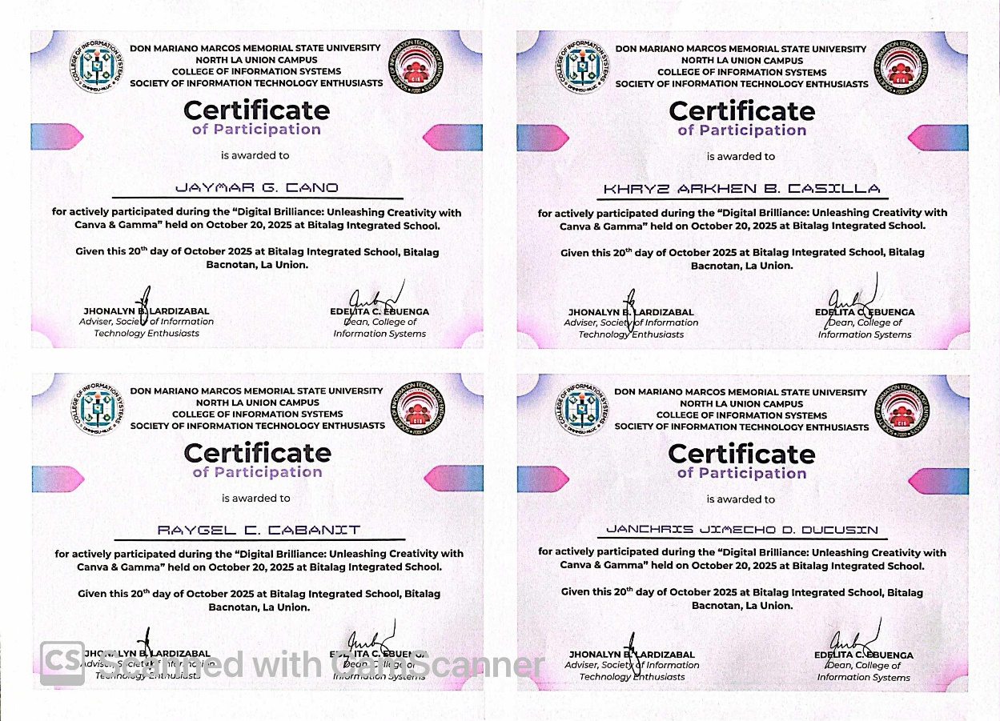 DON MARIANO MARCOS MEMORIAL STATE UNIVERSITY
NORTH LA UNION CAMPUS
COLLEGE OF INFORMATION SYSTEMS
SOCIETY OF INFORMATION TECHNOLOGY ENTHUSIASTS
Certificate
of Participation
is awarded to
JAYMAR G. CANO
for actively participated during the “Digital Brilliance: Unleashing Creativity with
Canva & Gamma” held on October 20, 2025 at Bitalag Integrated School.
Given this 20th day of October 2025 at Bitalag Integrated School, Bitalag
Bacnotan, La Union.
JHONALYN B. LARDIZABAL
Adviser, Society of Information
Technology Enthusiasts
EDELITA C. EBUENGA
Dean, College of
Information Systems
DON MARIANO MARCOS MEMORIAL STATE UNIVERSITY
NORTH LA UNION CAMPUS
COLLEGE OF INFORMATION SYSTEMS
SOCIETY OF INFORMATION TECHNOLOGY ENTHUSIASTS
Certificate
of Participation
is awarded to
KHRYZ ARKHEN B. CASILLA
for actively participated during the “Digital Brilliance: Unleashing Creativity with
Canva & Gamma” held on October 20, 2025 at Bitalag Integrated School.
Given this 20th day of October 2025 at Bitalag Integrated School, Bitalag
Bacnotan, La Union.
JHONALYN B. LARDIZABAL
Adviser, Society of Information
Technology Enthusiasts
EDELITA C. EBUENGA
Dean, College of
Information Systems
DON MARIANO MARCOS MEMORIAL STATE UNIVERSITY
NORTH LA UNION CAMPUS
COLLEGE OF INFORMATION SYSTEMS
SOCIETY OF INFORMATION TECHNOLOGY ENTHUSIASTS
Certificate
of Participation
is awarded to
RAYGEL C. CABANIT
for actively participated during the “Digital Brilliance: Unleashing Creativity with
Canva & Gamma” held on October 20, 2025 at Bitalag Integrated School.
Given this 20th day of October 2025 at Bitalag Integrated School, Bitalag
Bacnotan, La Union.
JHONALYN B. LARDIZABAL
Adviser, Society of Information
Technology Enthusiasts
EDELITA C. EBUENGA
Dean, College of
Information Systems
CS Scanned with CamScanner
DON MARIANO MARCOS MEMORIAL STATE UNIVERSITY
NORTH LA UNION CAMPUS
COLLEGE OF INFORMATION SYSTEMS
SOCIETY OF INFORMATION TECHNOLOGY ENTHUSIASTS
Certificate
of Participation
is awarded to
JANCHRIS JIMECHO D. DUCUSIN
for actively participated during the “Digital Brilliance: Unleashing Creativity with
Canva & Gamma” held on October 20, 2025 at Bitalag Integrated School.
Given this 20th day of October 2025 at Bitalag Integrated School, Bitalag
Bacnotan, La Union.
JHONALYN B. LARDIZABAL
Adviser, Society of Information
Technology Enthusiasts
EDELITA C. EBUENGA
Dean, College of
Information Systems